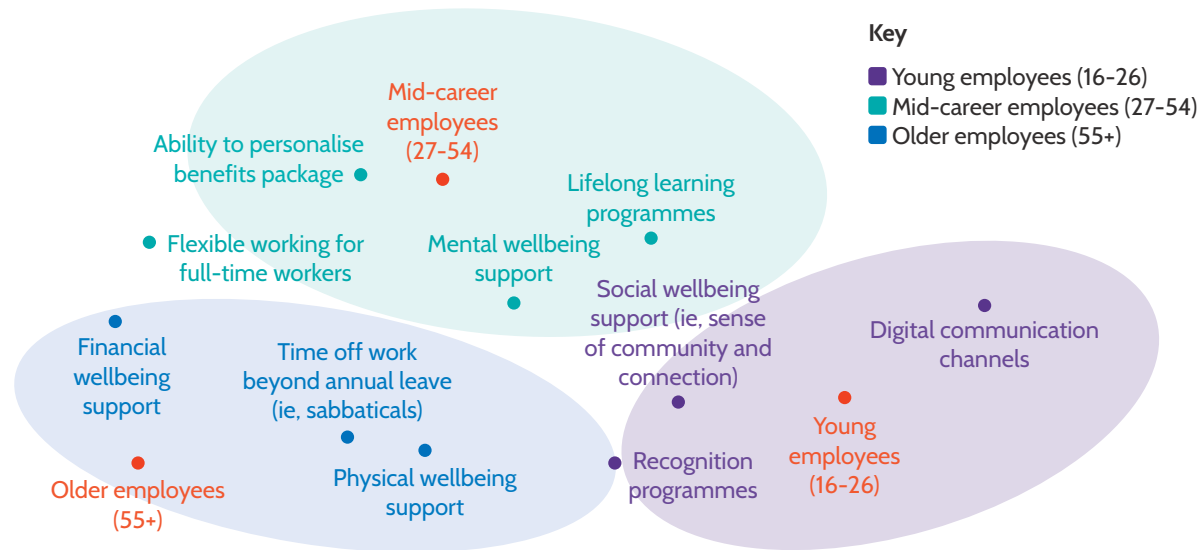 Key
Young employees (16-26)
Mid-career employees (27-54)
Older employees (55+)
Mid-career
employees
(27-54)
Ability to personalise
benefits package
Lifelong learning
programmes
Flexible working for
full-time workers
Mental wellbeing
support
Social wellbeing
support (ie, sense
of community and
connection)
Digital communication
channels
Financial
wellbeing
support
Time off work
beyond annual leave
(ie, sabbaticals)
Young
employees
(16-26)
Recognition
programmes
Physical wellbeing
support
Older employees
(55+)